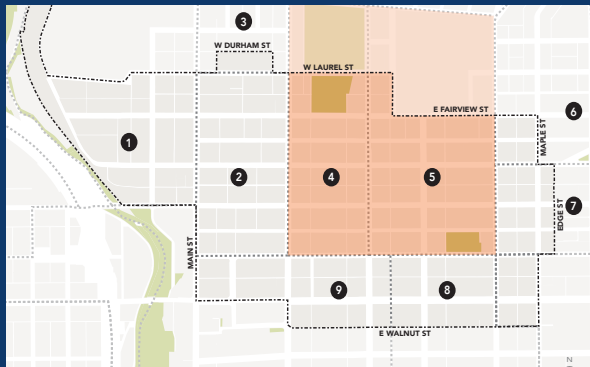 3
W DURHAM ST
W LAUREL ST
E FAIRVIEW ST
6
MAPLE ST
1
2
4
5
7
EDGE ST
MAIN ST
9
8
E WALNUT ST
N